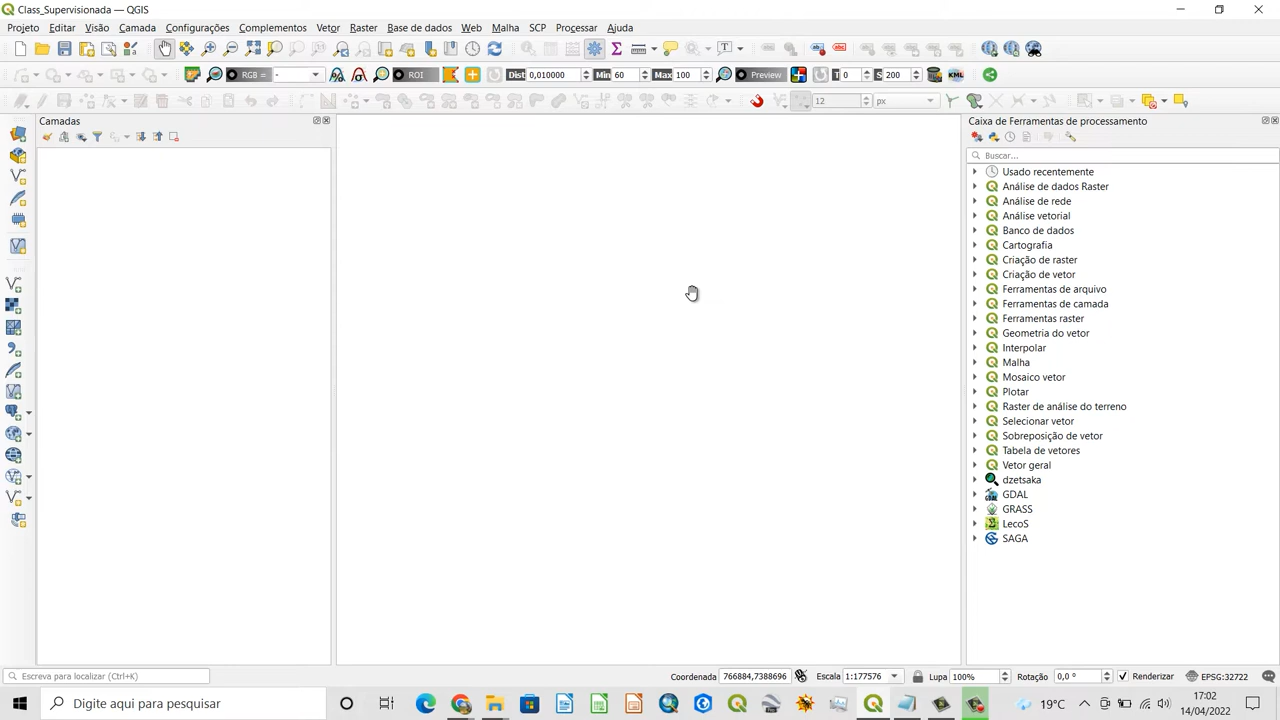 Class_Supervisionada — QGIS
Projeto Editar Visão Camada Configurações Complementos Vetor Raster Base de dados Web Malha SCP Processar Ajuda
RGB = - ROI Dist 0,010000 Min 60 Max 100 Preview T 0 S 200 KML
12 px
Camadas
Caixa de Ferramentas de processamento
Buscar...
Usado recentemente
Análise de dados Raster
Análise de rede
Análise vetorial
Banco de dados
Cartografia
Criação de raster
Criação de vetor
Ferramentas de arquivo
Ferramentas de camada
Ferramentas raster
Geometria do vetor
Interpolar
Malha
Mosaico vetor
Plotar
Raster de análise do terreno
Selecionar vetor
Sobreposição de vetor
Tabela de vetores
Vetor geral
dzetsaka
GDAL
GRASS
LecoS
SAGA
Escreva para localizar (Ctrl+K) Coordenada 766884,7388696 Escala 1:177576 Lupa 100% Rotação 0,0 ° Renderizar EPSG:32722
Digite aqui para pesquisar 19°C 17:02
14/04/2022